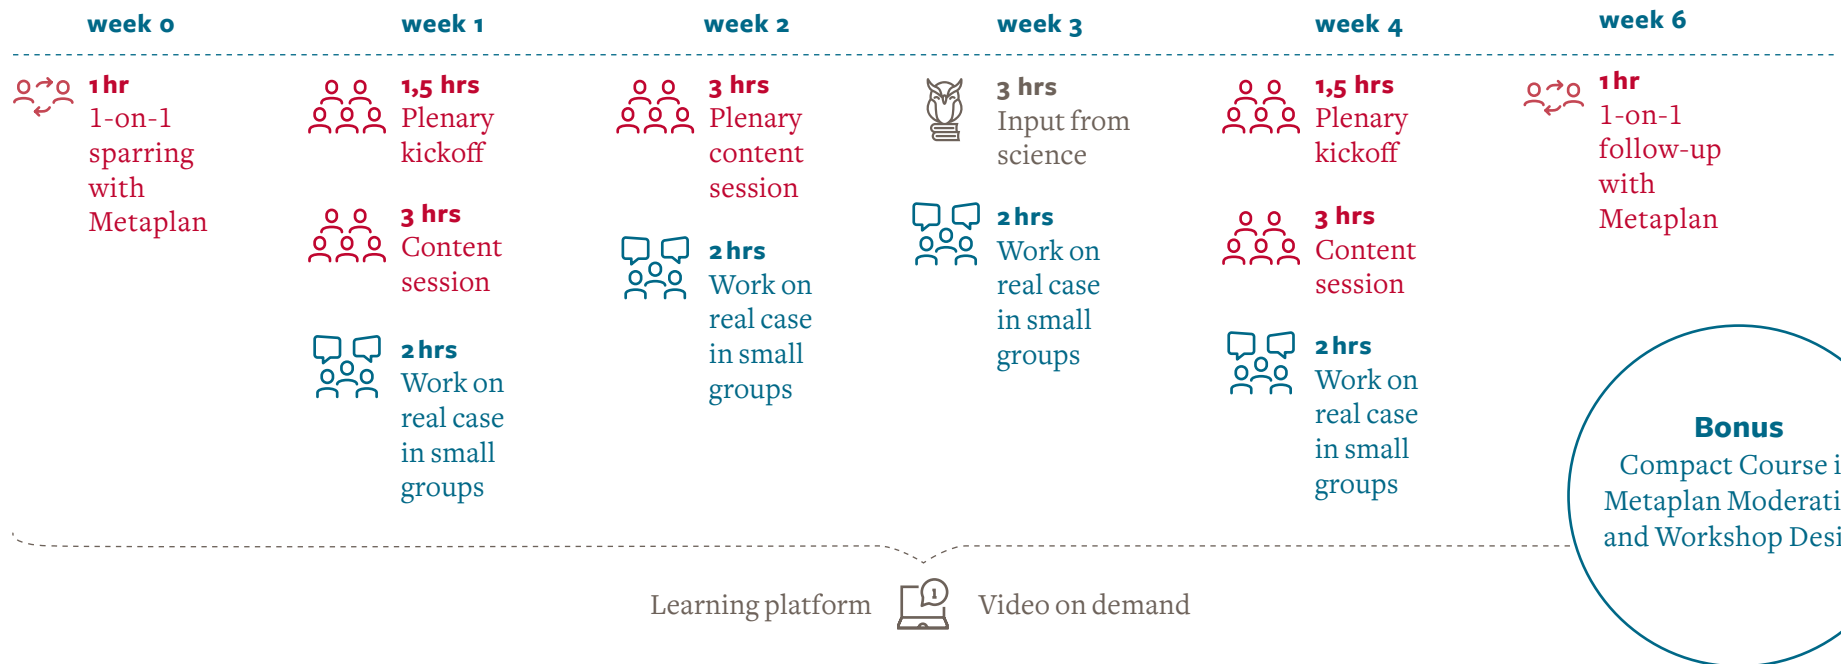 week 0
1 hr
1-on-1
sparring
with
Metaplan
week 1
1,5 hrs
Plenary
kickoff
3 hrs
Content
session
2 hrs
Work on
real case
in small
groups
week 2
3 hrs
Plenary
content
session
2 hrs
Work on
real case
in small
groups
week 3
3 hrs
Input from
science
2 hrs
Work on
real case
in small
groups
week 4
1,5 hrs
Plenary
kickoff
3 hrs
Content
session
2 hrs
Work on
real case
in small
groups
week 6
1 hr
1-on-1
follow-up
with
Metaplan
Bonus
Compact Course i
Metaplan Moderati
and Workshop Desi
Learning platform 1 Video on demand